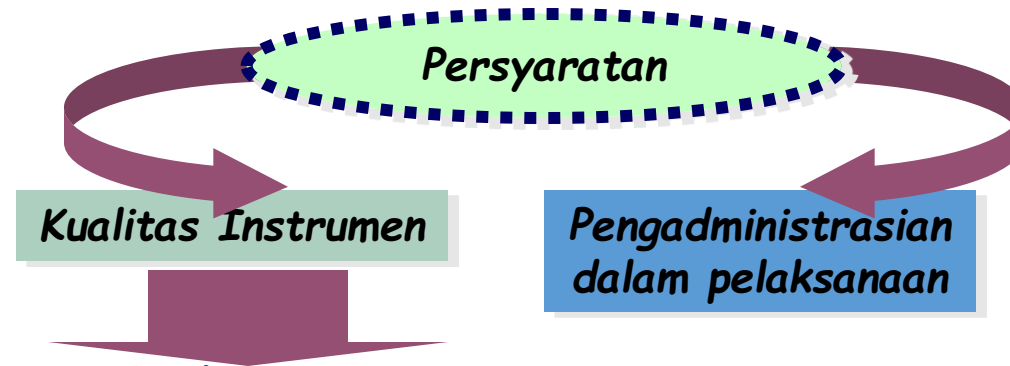 Persyaratan
Kualitas Instrumen
Pengadministrasian
dalam pelaksanaan